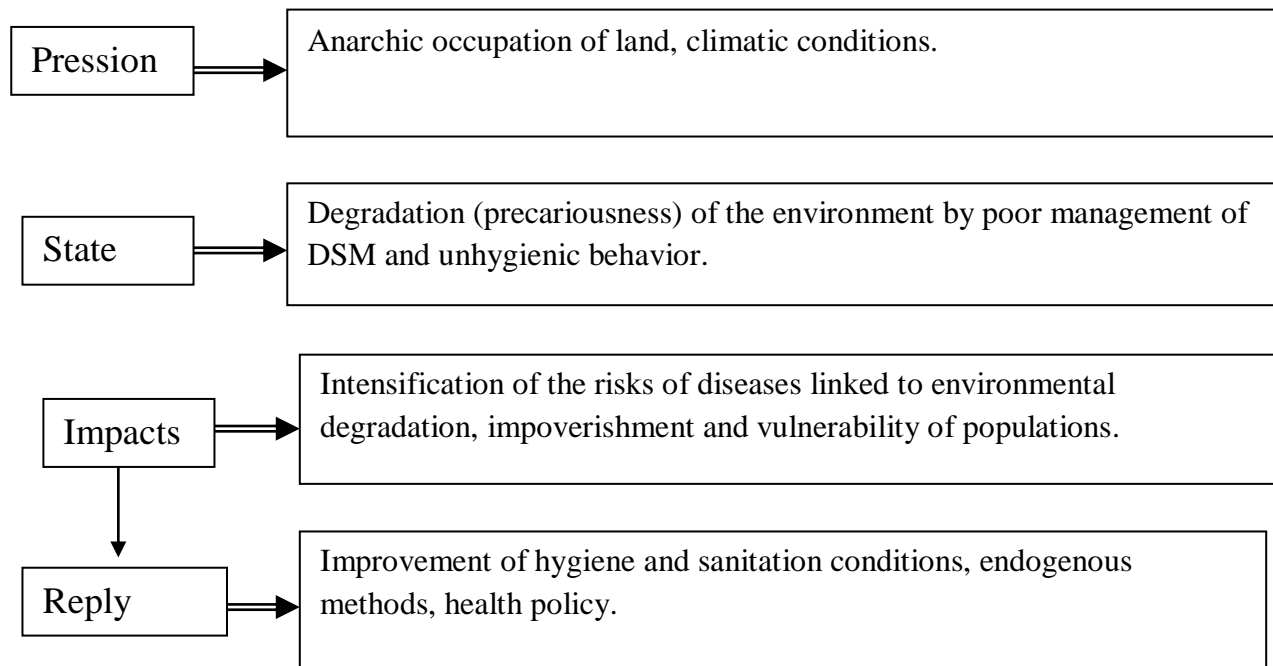 Pression
Anarchic occupation of land, climatic conditions.
State
Degradation (precariousness) of the environment by poor management of
DSM and unhygienic behavior.
Impacts
Intensification of the risks of diseases linked to environmental
degradation, impoverishment and vulnerability of populations.
Reply
Improvement of hygiene and sanitation conditions, endogenous
methods, health policy.